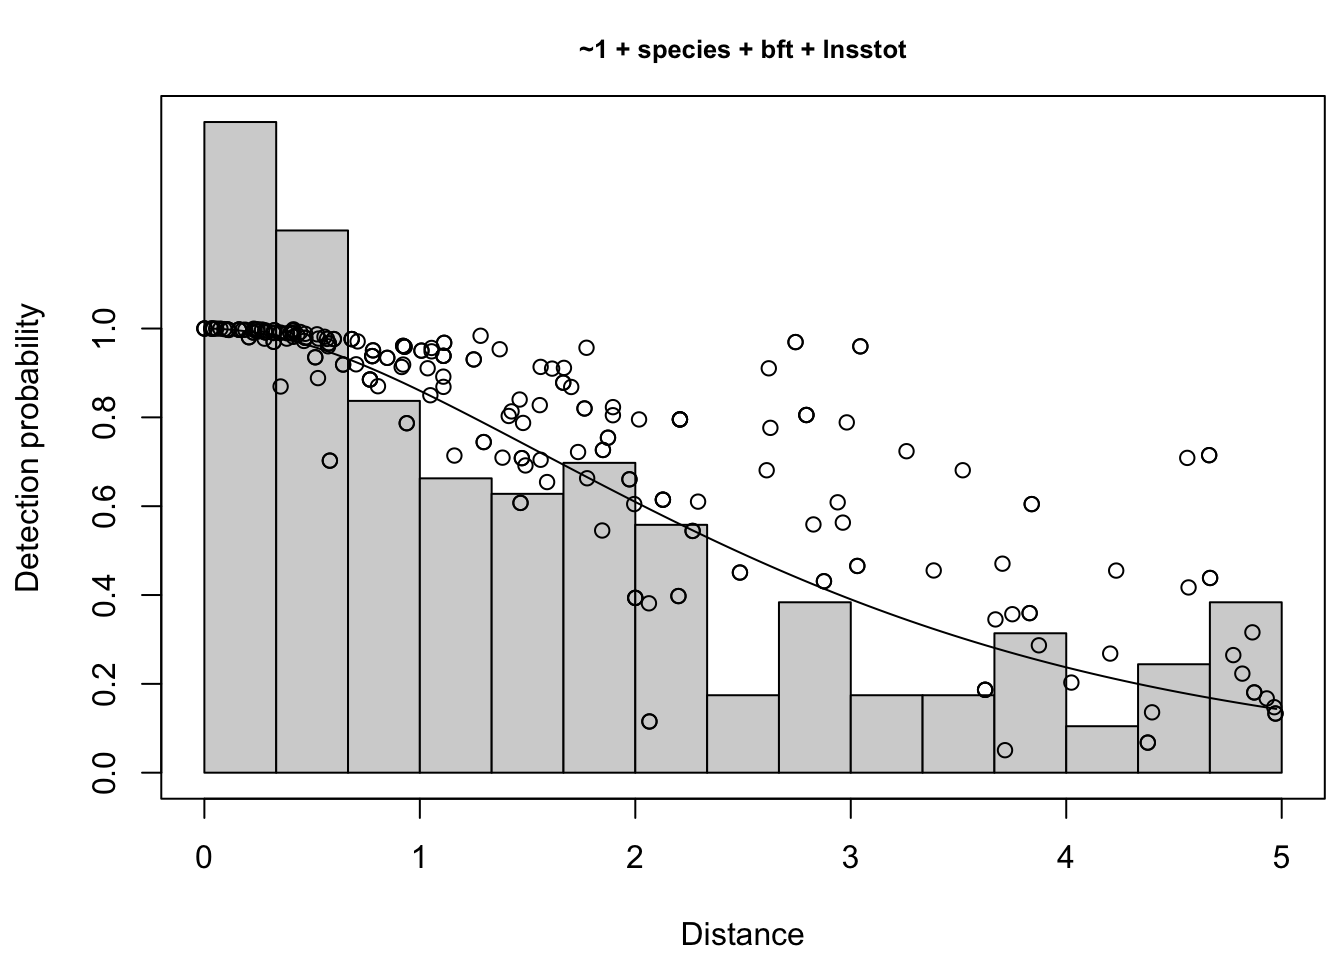 ~1 + species + bft + lnsstot
Detection probability
1.0
0.8
0.6
0.4
0.2
0.0
0 1 2 3 4 5
Distance